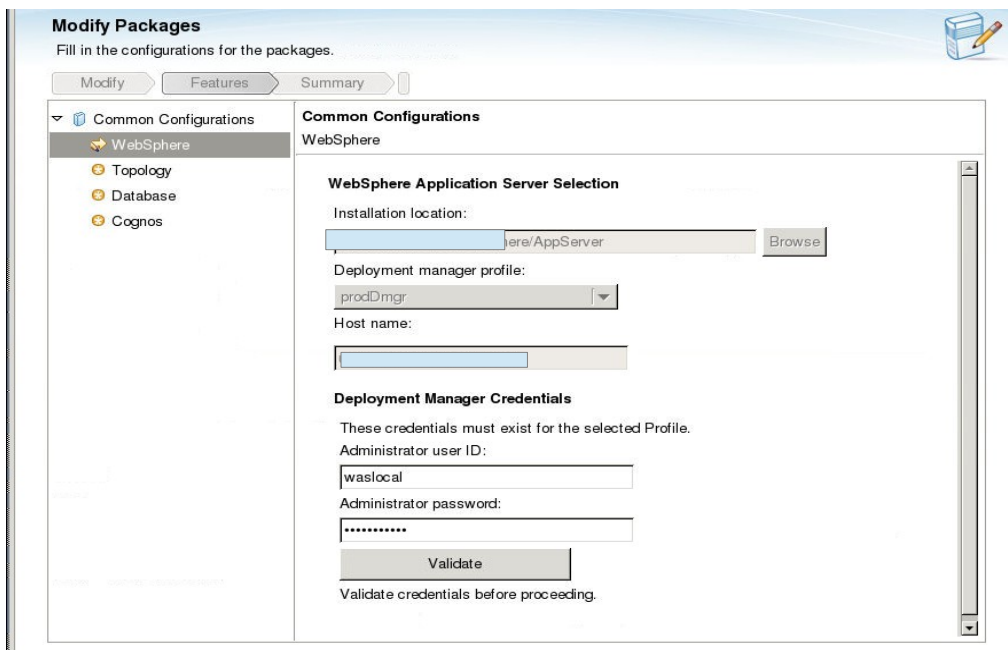 Modify Packages
Fill in the configurations for the packages.
Modify
Features
Summary
Common Configurations
WebSphere
Topology
Database
Cognos
Common Configurations
WebSphere
WebSphere Application Server Selection
Installation location:
ere/AppServer
Browse
Deployment manager profile:
prodDmgr
Host name:
Deployment Manager Credentials
These credentials must exist for the selected Profile.
Administrator user ID:
waslocal
Administrator password:
•••••••••••
Validate
Validate credentials before proceeding.